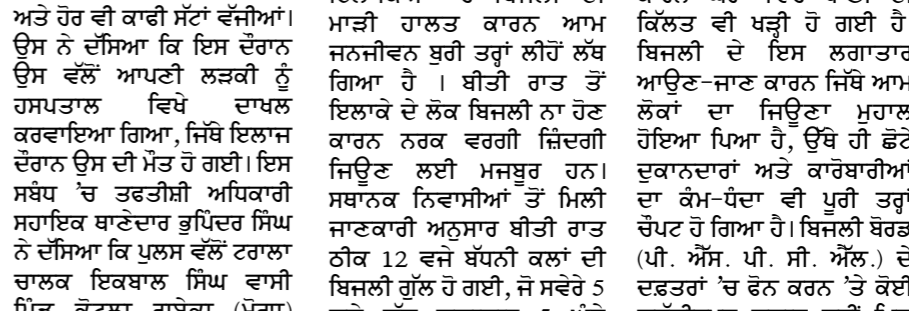 ਅਤੇ ਹੋਰ ਵੀ ਕਾਫੀ ਸੱਟਾਂ ਵੱਜੀਆਂ।
ਉਸ ਨੇ ਦੱਸਿਆ ਕਿ ਇਸ ਦੌਰਾਨ
ਉਸ ਵੱਲੋਂ ਆਪਣੀ ਲੜਕੀ ਨੂੰ
ਹਸਪਤਾਲ ਵਿਖੇ ਦਾਖਲ
ਕਰਵਾਇਆ ਗਿਆ, ਜਿੱਥੇ ਇਲਾਜ
ਦੌਰਾਨ ਉਸ ਦੀ ਮੌਤ ਹੋ ਗਈ। ਇਸ
ਸਬੰਧ ’ਚ ਤਫਤੀਸ਼ੀ ਅਧਿਕਾਰੀ
ਸਹਾਇਕ ਥਾਣੇਦਾਰ ਭੁਪਿੰਦਰ ਸਿੰਘ
ਨੇ ਦੱਸਿਆ ਕਿ ਪੁਲਸ ਵੱਲੋਂ ਟਰਾਲਾ
ਚਾਲਕ ਇਕਬਾਲ ਸਿੰਘ ਵਾਸੀ
ਮਾੜੀ ਹਾਲਤ ਕਾਰਨ ਆਮ
ਜਨਜੀਵਨ ਬੁਰੀ ਤਰ੍ਹਾਂ ਲੀਹੋਂ ਲੱਥ
ਗਿਆ ਹੈ । ਬੀਤੀ ਰਾਤ ਤੋਂ
ਇਲਾਕੇ ਦੇ ਲੋਕ ਬਿਜਲੀ ਨਾ ਹੋਣ
ਕਾਰਨ ਨਰਕ ਵਰਗੀ ਜ਼ਿੰਦਗੀ
ਜਿਊਣ ਲਈ ਮਜਬੂਰ ਹਨ।
ਸਥਾਨਕ ਨਿਵਾਸੀਆਂ ਤੋਂ ਮਿਲੀ
ਜਾਣਕਾਰੀ ਅਨੁਸਾਰ ਬੀਤੀ ਰਾਤ
ਠੀਕ 12 ਵਜੇ ਬੱਧਨੀ ਕਲਾਂ ਦੀ
ਬਿਜਲੀ ਗੁੱਲ ਹੋ ਗਈ, ਜੋ ਸਵੇਰੇ 5
ਕਿੱਲਤ ਵੀ ਖੜ੍ਹੀ ਹੋ ਗਈ ਹੈ
ਬਿਜਲੀ ਦੇ ਇਸ ਲਗਾਤਾਰ
ਆਉਣ-ਜਾਣ ਕਾਰਨ ਜਿੱਥੇ ਆਮ
ਲੋਕਾਂ ਦਾ ਜਿਊਣਾ ਮੁਹਾਲ
ਹੋਇਆ ਪਿਆ ਹੈ, ਉੱਥੇ ਹੀ ਛੋਟੇ
ਦੁਕਾਨਦਾਰਾਂ ਅਤੇ ਕਾਰੋਬਾਰੀਆਂ
ਦਾ ਕੰਮ-ਧੰਦਾ ਵੀ ਪੂਰੀ ਤਰ੍ਹਾਂ
ਚੌਪਟ ਹੋ ਗਿਆ ਹੈ। ਬਿਜਲੀ ਬੋਰਡ
(ਪੀ. ਐੱਸ. ਪੀ. ਸੀ. ਐੱਲ.) ਦੇ
ਦਫ਼ਤਰਾਂ ’ਚ ਫੋਨ ਕਰਨ ’ਤੇ ਕੋਈ